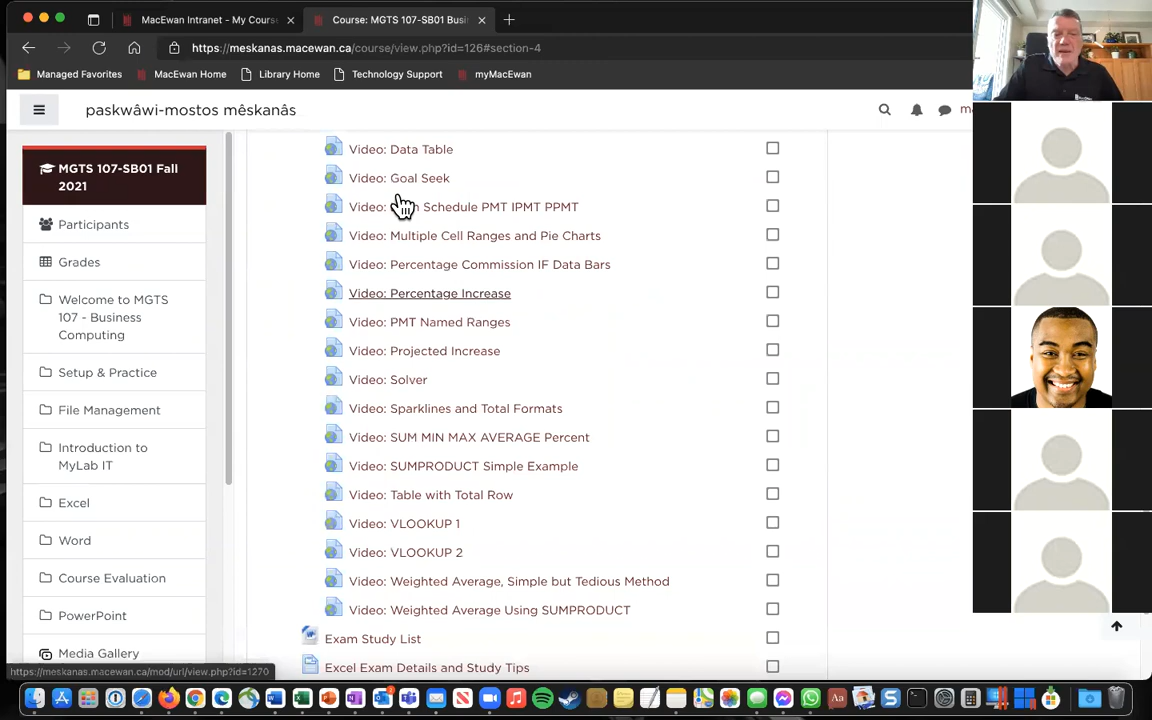 MacEwan Intranet - My Course
Course: MGTS 107-SB01 Busi
https://meskanas.macewan.ca/course/view.php?id=126#section-4
Managed Favorites
MacEwan Home
Library Home
Technology Support
myMacEwan
paskwâwi-mostos mêskanâs
MGTS 107-SB01 Fall
2021
Participants
Grades
Welcome to MGTS
107 - Business
Computing
Setup & Practice
File Management
Introduction to
MyLab IT
Excel
Word
Course Evaluation
PowerPoint
Media Gallery
Video: Data Table
Video: Goal Seek
Video: Schedule PMT IPMT PPMT
Video: Multiple Cell Ranges and Pie Charts
Video: Percentage Commission IF Data Bars
Video: Percentage Increase
Video: PMT Named Ranges
Video: Projected Increase
Video: Solver
Video: Sparklines and Total Formats
Video: SUM MIN MAX AVERAGE Percent
Video: SUMPRODUCT Simple Example
Video: Table with Total Row
Video: VLOOKUP 1
Video: VLOOKUP 2
Video: Weighted Average, Simple but Tedious Method
Video: Weighted Average Using SUMPRODUCT
Exam Study List
Excel Exam Details and Study Tips
https://meskanas.macewan.ca/mod/url/view.php?id=1270